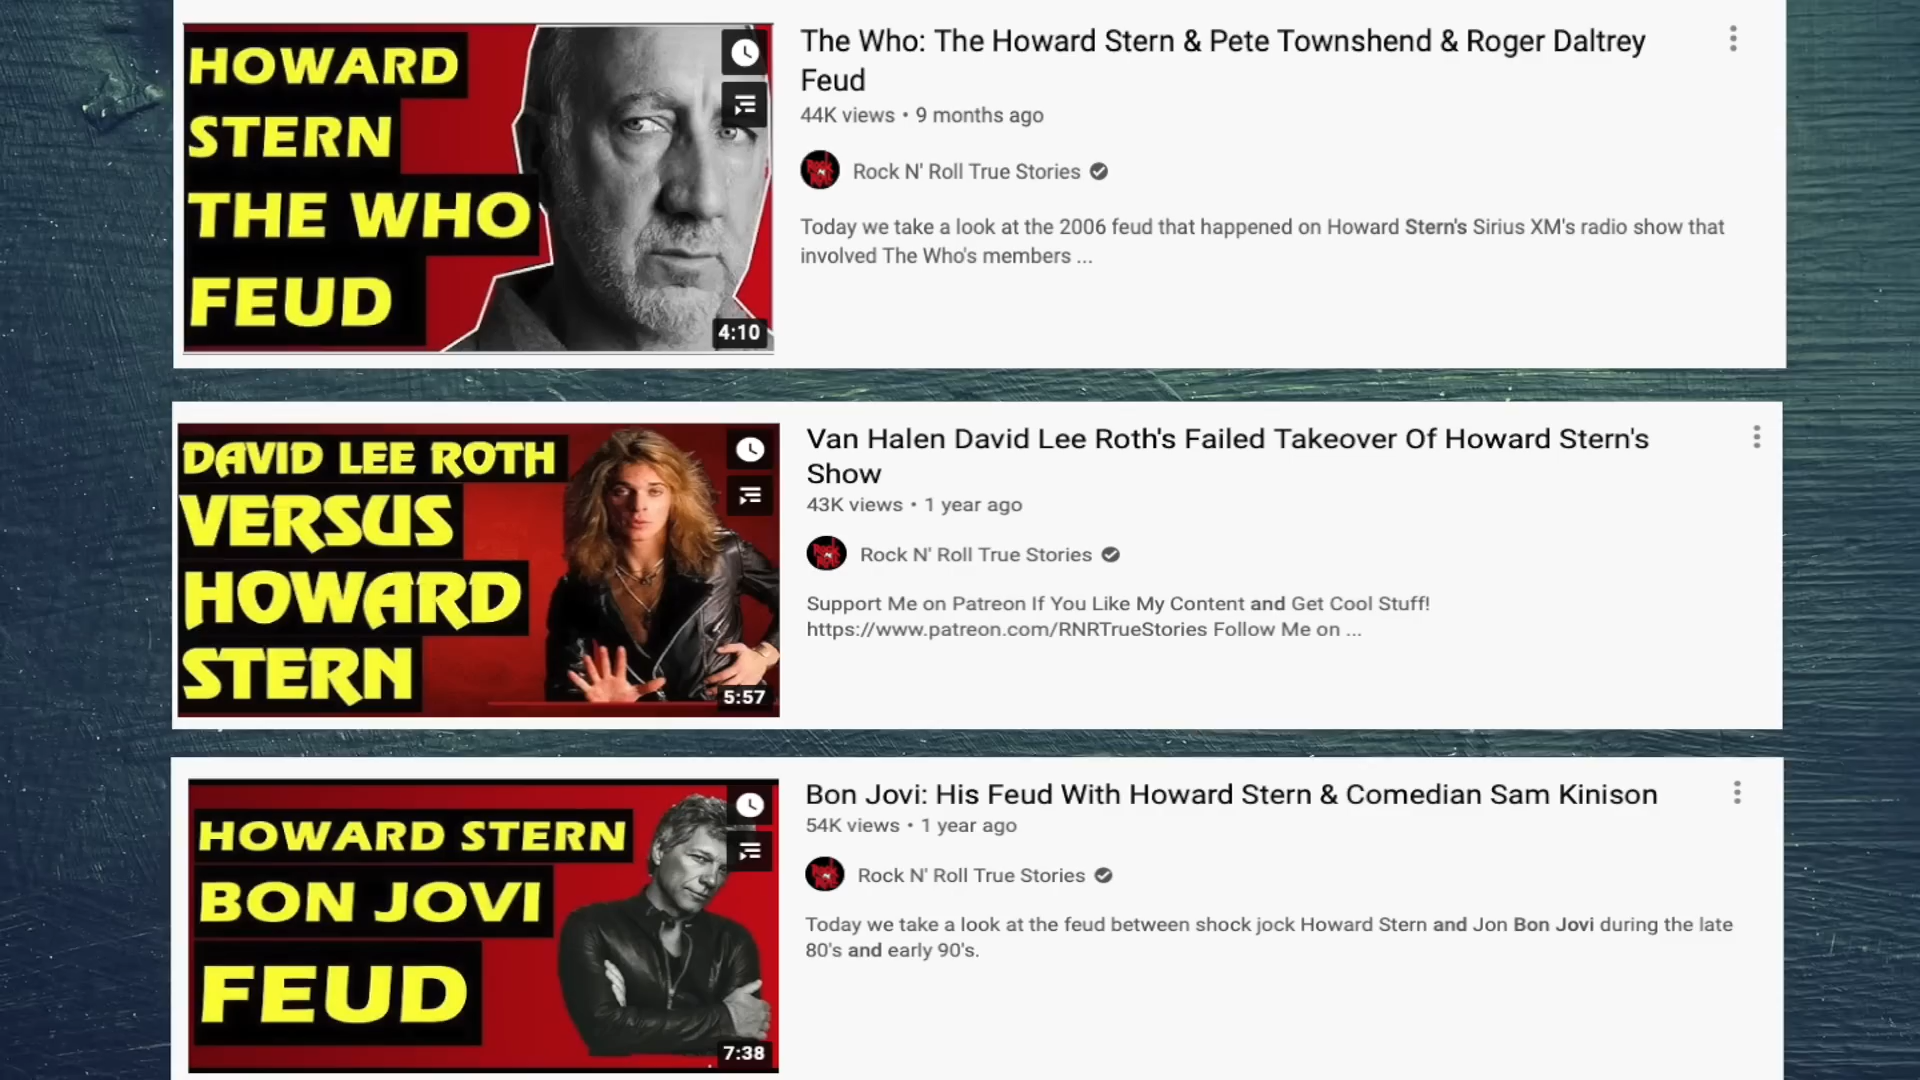 HOWARD
STERN
THE WHO
FEUD
4:10
The Who: The Howard Stern & Pete Townshend & Roger Daltrey
Feud
44K views • 9 months ago
Rock N' Roll True Stories
Today we take a look at the 2006 feud that happened on Howard Stern's Sirius XM's radio show that
involved The Who's members ...
DAVID LEE ROTH
VERSUS
HOWARD
STERN
5:57
Van Halen David Lee Roth's Failed Takeover Of Howard Stern's
Show
43K views • 1 year ago
Rock N' Roll True Stories
Support Me on Patreon If You Like My Content and Get Cool Stuff!
https://www.patreon.com/RNRTrueStories Follow Me on ...
HOWARD STERN
BON JOVI
FEUD
7:38
Bon Jovi: His Feud With Howard Stern & Comedian Sam Kinison
54K views • 1 year ago
Rock N' Roll True Stories
Today we take a look at the feud between shock jock Howard Stern and Jon Bon Jovi during the late
80's and early 90's.